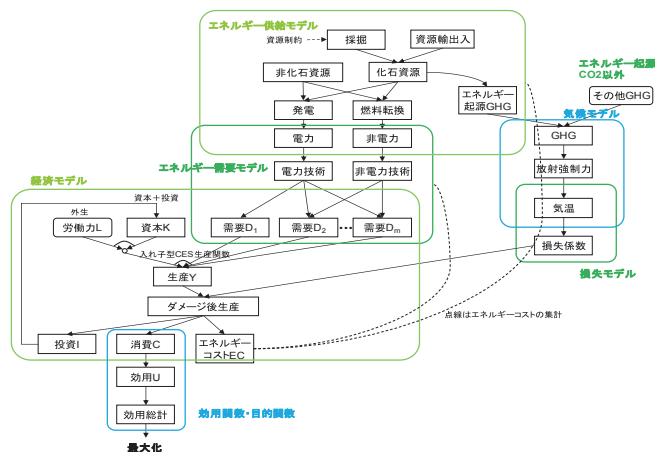 エネルギー供給モデル
資源制約
採掘
資源輸出入
非化石資源
化石資源
エネルギー起源
CO2以外
その他GHG
エネルギー
起源GHG
気候モデル
発電
燃料転換
GHG
電力
非電力
エネルギー需要モデル
電力技術
非電力技術
放射強制力
経済モデル
資本＋投資
外生
気温
労働力L
資本K
需要D1
需要D2
需要Dm
損失係数
入れ子型CES生産関数
生産Y
損失モデル
ダメージ後生産
点線はエネルギーコストの集計
投資I
消費C
エネルギー
コストEC
効用U
効用総計
効用関数・目的関数
最大化